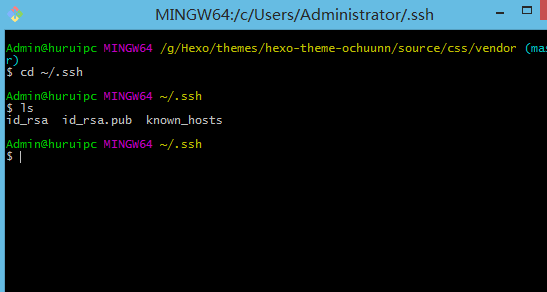 MINGW64:/c/Users/Administrator/.ssh
Admin@huruipc MINGW64 /g/Hexo/themes/hexo-theme-ochuunn/source/css/vendor (mas
r)
$ cd ~/.ssh
Admin@huruipc MINGW64 ~/.ssh
$ ls
id_rsa  id_rsa.pub  known_hosts
Admin@huruipc MINGW64 ~/.ssh
$